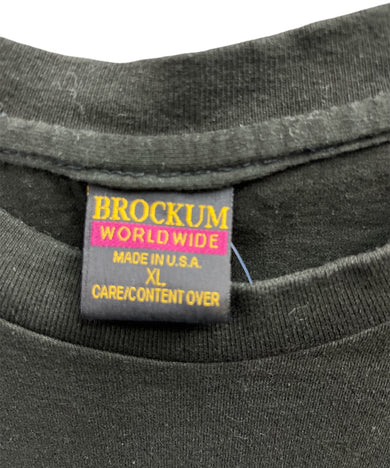 BROCKUM
WORLDWIDE
MADE IN U.S.A.
XL
CARE/CONTENT OVER